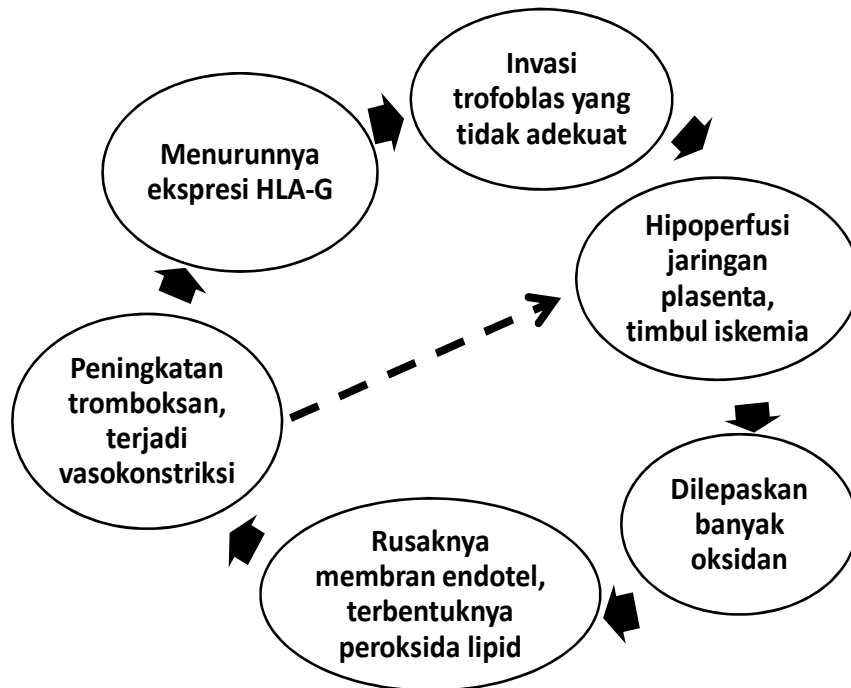 Invasi
trofoblas yang
tidak adekuat
Menurunnya
ekspresi HLA-G
Hipoperfusi
jaringan
plasenta,
timbul iskemia
Peningkatan
tromboksan,
terjadi
vasokonstriksi
Dilepaskan
banyak
oksidan
Rusaknya
membran endotel,
terbentuknya
peroksida lipid